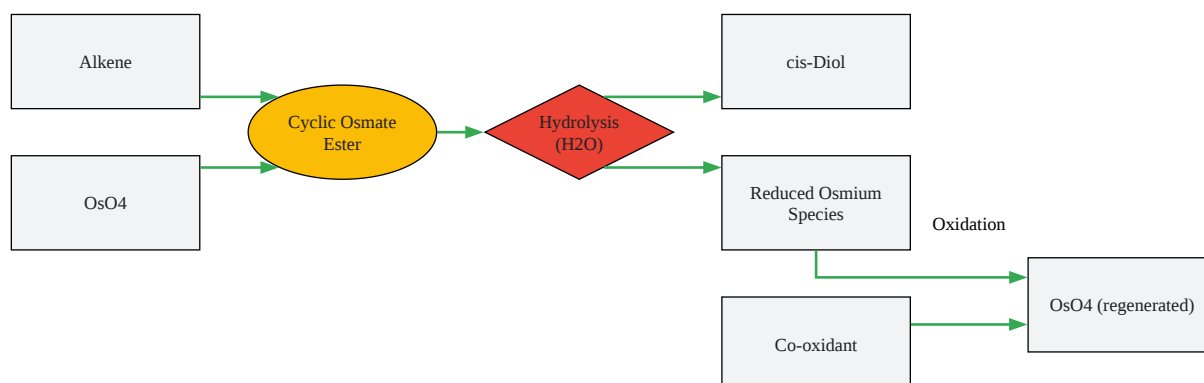 Alkene
OsO4
Cyclic Osmate
Ester
Hydrolysis
(H2O)
cis-Diol
Reduced Osmium
Species
Oxidation
Co-oxidant
OsO4 (regenerated)